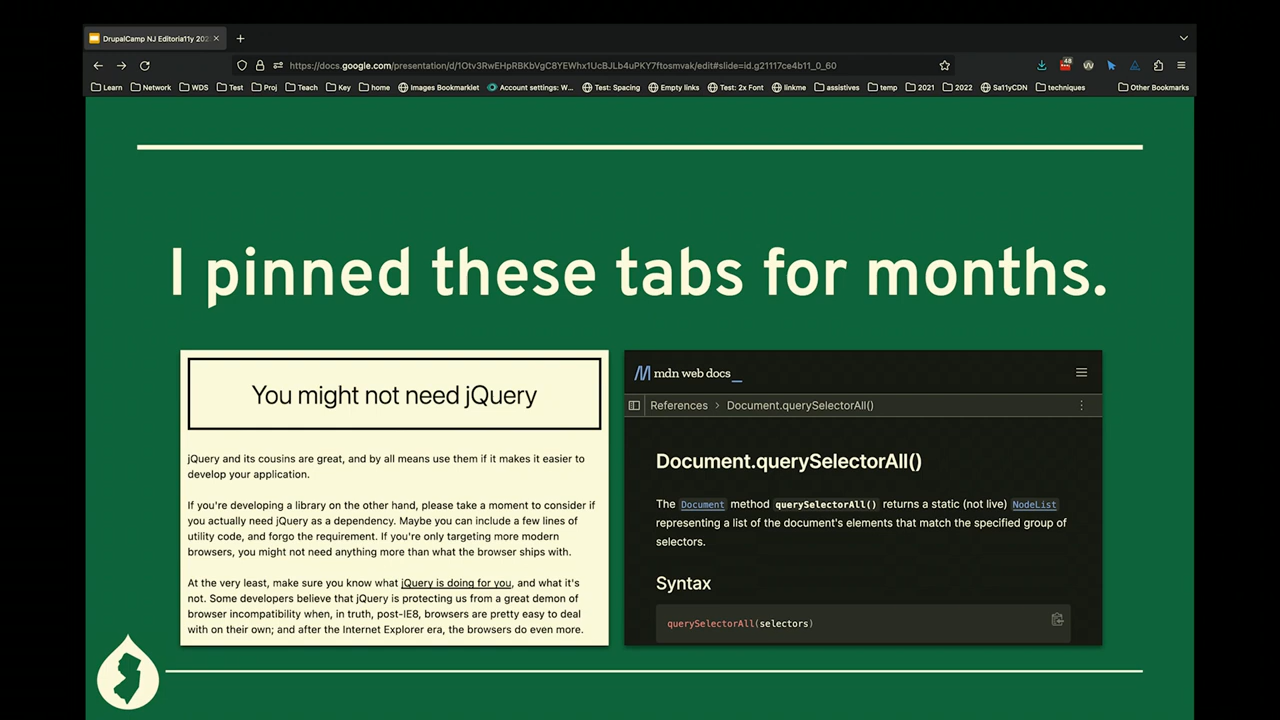 DrupalCamp NJ Editoria11y 202
https://docs.google.com/presentation/d/1Otv3RwEHpRBKbVgC8YEWhx1UcBJLb4uPKY7ftosmvak/edit#slide=id.g21117ce4b11_0_60
48
Learn Network WDS Test Proj Teach Key home Images Bookmarklet Account settings: W... Test: Spacing Empty links Test: 2x Font linkme assistives temp 2021 2022 Sa11yCDN techniques Other Bookmarks
I pinned these tabs for months.
You might not need jQuery
jQuery and its cousins are great, and by all means use them if it makes it easier to
develop your application.
If you're developing a library on the other hand, please take a moment to consider if
you actually need jQuery as a dependency. Maybe you can include a few lines of
utility code, and forgo the requirement. If you're only targeting more modern
browsers, you might not need anything more than what the browser ships with.
At the very least, make sure you know what jQuery is doing for you, and what it's
not. Some developers believe that jQuery is protecting us from a great demon of
browser incompatibility when, in truth, post-IE8, browsers are pretty easy to deal
with on their own; and after the Internet Explorer era, the browsers do even more.
mdn web docs_
References > Document.querySelectorAll()
Document.querySelectorAll()
The Document method querySelectorAll() returns a static (not live) NodeList
representing a list of the document's elements that match the specified group of
selectors.
Syntax
querySelectorAll(selectors)